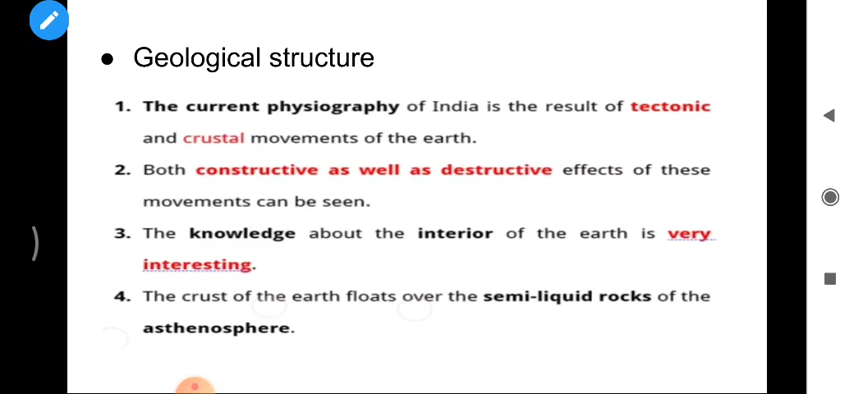 ● Geological structure
1. The current physiography of India is the result of tectonic
and crustal movements of the earth.
2. Both constructive as well as destructive effects of these
movements can be seen.
3. The knowledge about the interior of the earth is very
interesting.
4. The crust of the earth floats over the semi-liquid rocks of the
asthenosphere.